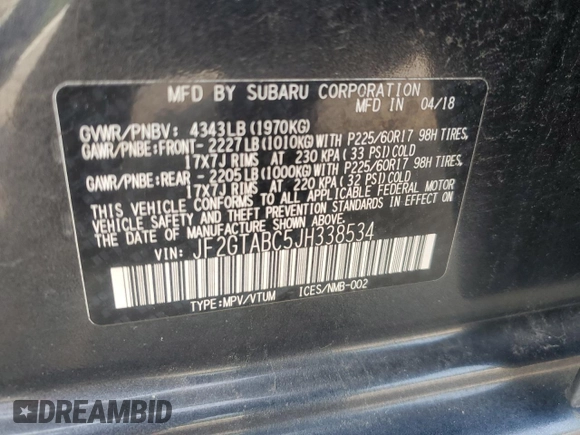 MFD BY SUBARU CORPORATION
MFD IN 04/18
GVWR/PNBV: 4343LB (1970KG)
GAWR/PNBE:FRONT- 2227LB (1010KG) WITH P225/60R17 98H TIRES,
17x7J RIMS AT 230 KPA (33 PSI) COLD
GAWR/PNBE:REAR - 2205LB (1000KG) WITH P225/60R17 98H TIRES,
17x7J RIMS AT 220 KPA (32 PSI) COLD
THIS VEHICLE CONFORMS TO ALL APPLICABLE FEDERAL MOTOR
VEHICLE SAFETY AND THEFT PREVENTION STANDARDS IN EFFECT ON
THE DATE OF MANUFACTURE SHOWN ABOVE.
VIN: JF2GTABC5JH338534
TYPE:MPV/VTUM ICES/NMB-002
DREAMBID